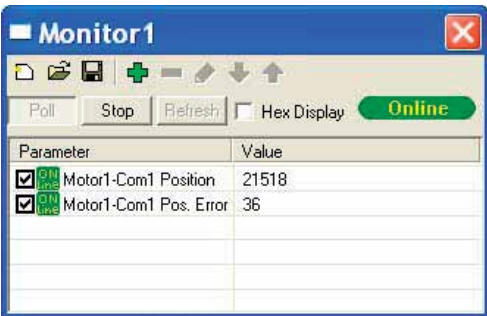 Monitor1
Poll Stop Refresh Hex Display Online
Parameter Value
ON line Motor1-Com1 Position 21518
ON line Motor1-Com1 Pos. Error 36